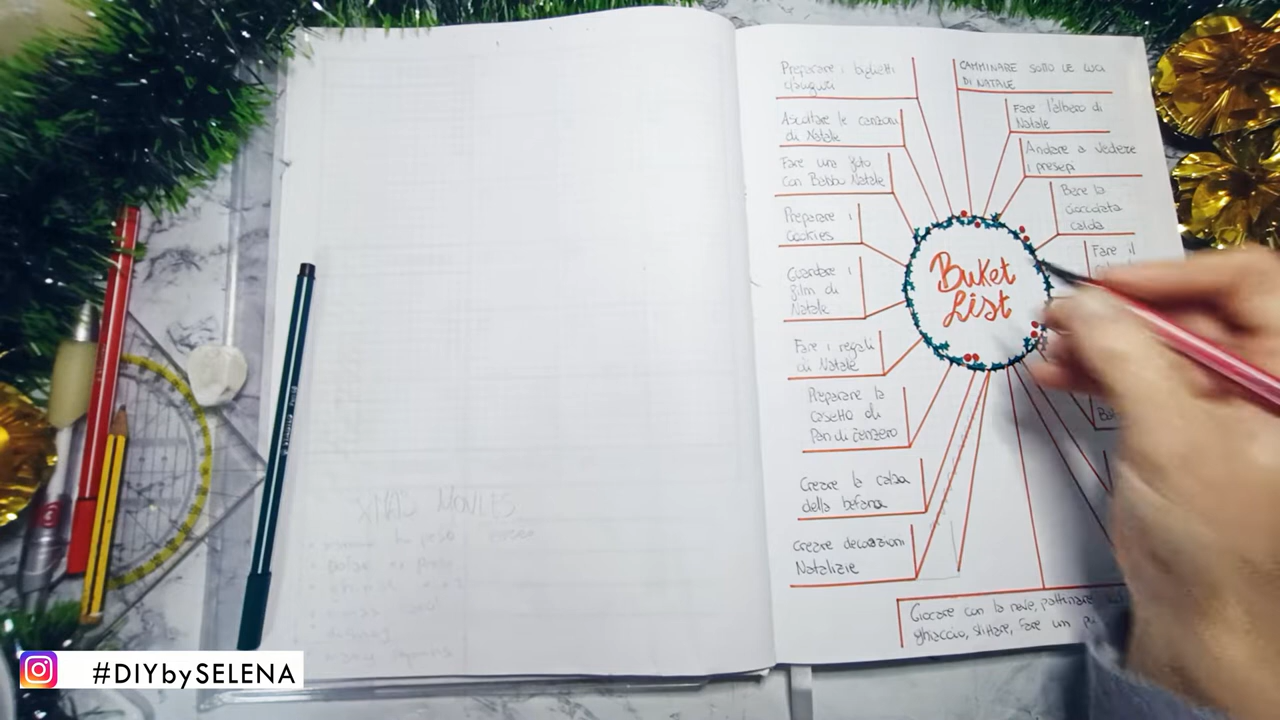 Preparare i biglietti
d'auguri
Ascoltare le canzoni
di Natale
Fare una foto
con Babbo Natale
Preparare i
Cookies
Guardare i
film di
Natale
Fare i regali
di Natale
Preparare la
casetta di
Pan di Zenzero
Creare la calza
della befana
Creare decorazioni
Natalizie
CAMMINARE SOTTO LE LUCI
DI NATALE
Fare l'albero di
Natale
Andare a vedere
i presepi
Bere la
cioccolata
calda
Fare il
Buket
List
Giocare con la neve, pattinare
ghiaccio, slittare, fare un
XMAS MOVIES
#DIYbySELENA